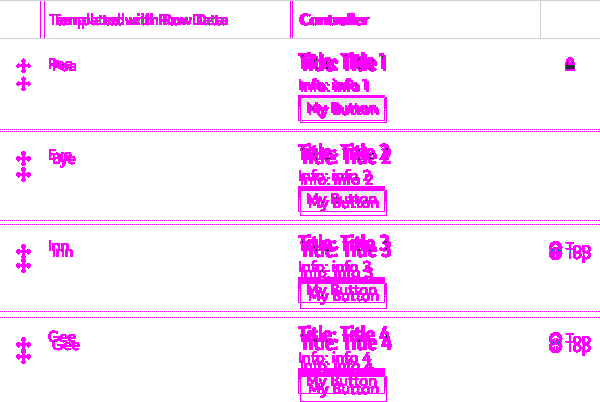 Templated with Row Data
Controller
Title: Title 1
Info: info 1
My Button
Eye
Title: Title 2
Info: info 2
My Button
Inn
Title: Title 3
Info: info 3
My Button
Top
Gee
Title: Title 4
Info: info 4
My Button
Top